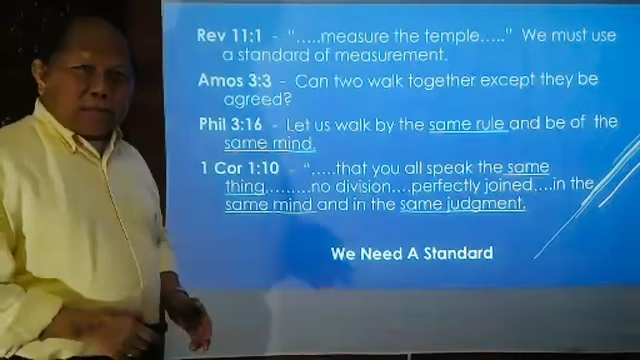 Rev 11:1 - “.....measure the temple.....” We must use
a standard of measurement.
Amos 3:3 - Can two walk together except they be
agreed?
Phil 3:16 - Let us walk by the same rule and be of the
same mind.
1 Cor 1:10 - “.....that you all speak the same
thing.........no division....perfectly joined....in the
same mind and in the same judgment.
We Need A Standard